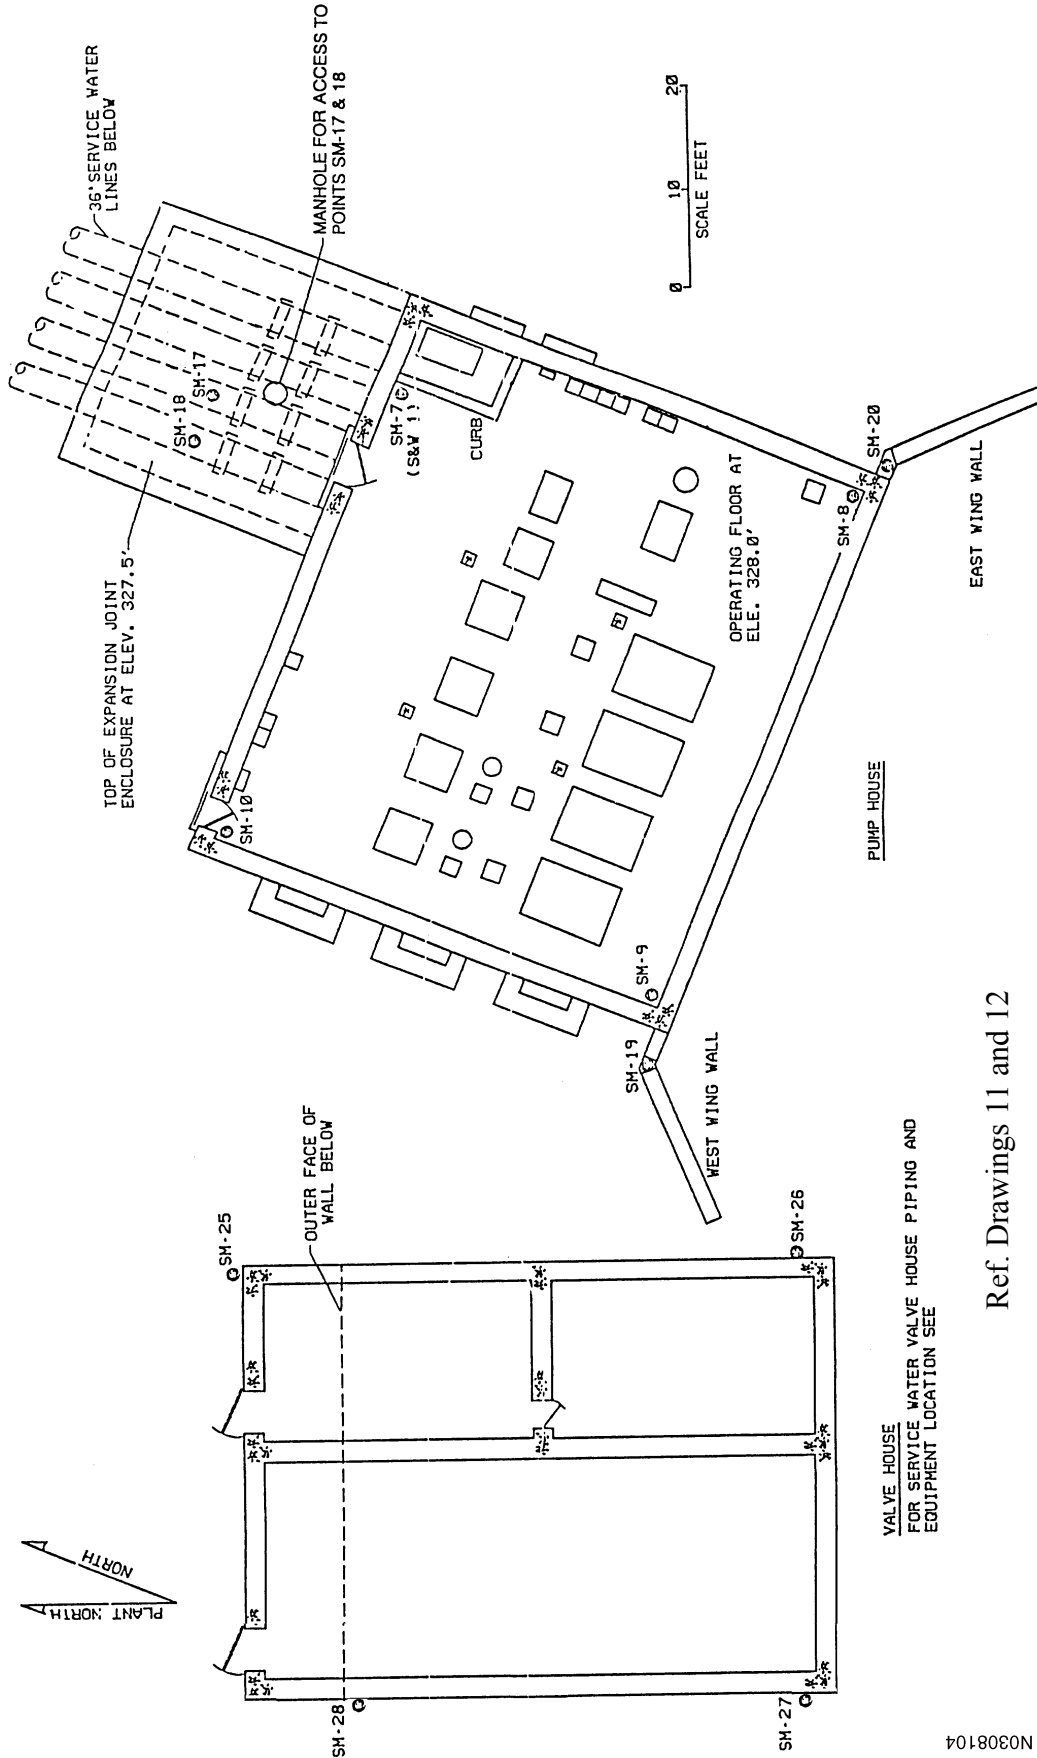 36" SERVICE WATER
LINES BELOW
MANHOLE FOR ACCESS TO
POINTS SM-17 & 18
TOP OF EXPANSION JOINT
ENCLOSURE AT ELEV. 327.5'
SM-18
SM-17
SM-7
(S&W 1)
CURB
SM-10
0
10
20
SCALE FEET
OPERATING FLOOR AT
ELE. 328.0'
SM-8
SM-20
EAST WING WALL
SM-9
SM-19
WEST WING WALL
PUMP HOUSE
PLANT NORTH
NORTH
SM-25
OUTER FACE OF
WALL BELOW
SM-26
SM-28
SM-27
VALVE HOUSE
FOR SERVICE WATER VALVE HOUSE PIPING AND
EQUIPMENT LOCATION SEE
Ref. Drawings 11 and 12
N0308104